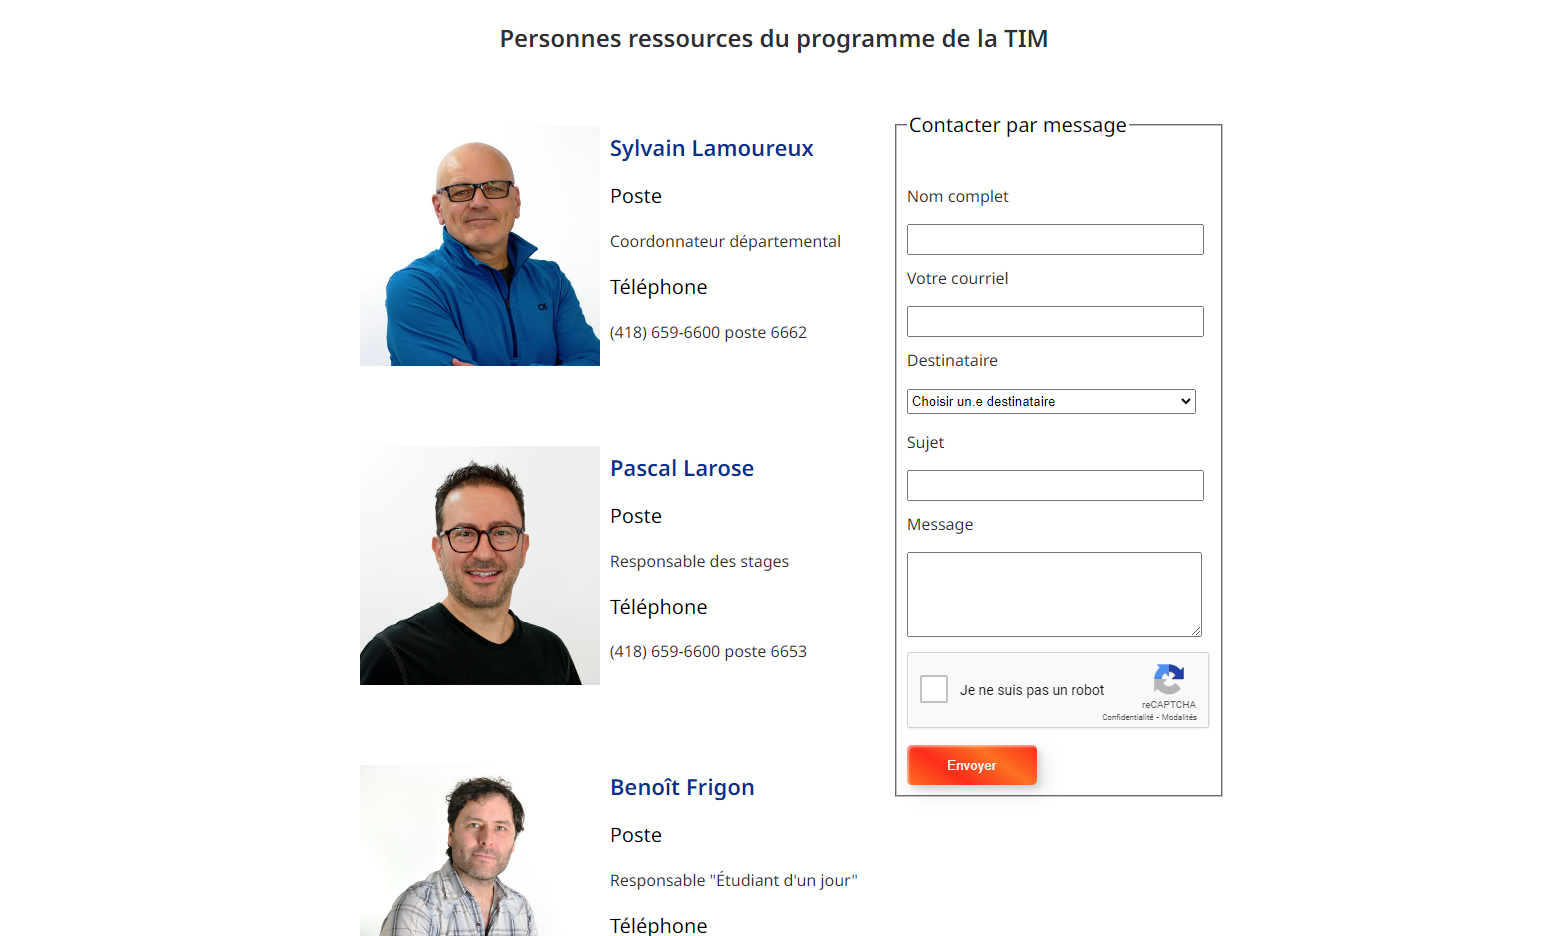 Personnes ressources du programme de la TIM
Sylvain Lamoureux
Poste
Coordonnateur départemental
Téléphone
(418) 659-6600 poste 6662
Pascal Larose
Poste
Responsable des stages
Téléphone
(418) 659-6600 poste 6653
Benoît Frigon
Poste
Responsable "Étudiant d'un jour"
Téléphone
Contacter par message
Nom complet
Votre courriel
Destinataire
Choisir un.e destinataire
Sujet
Message
Je ne suis pas un robot
reCAPTCHA
Confidentialité - Modalités
Envoyer